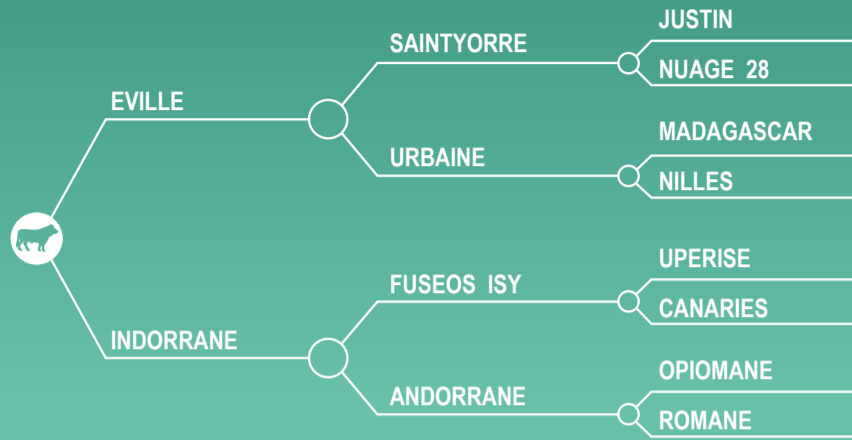 JUSTIN
SAINTYORRE
NUAGE 28
EVILLE
MADAGASCAR
URBAINE
NILLES
UPERISE
FUSEOS ISY
CANARIES
INDORRANE
OPIOMANE
ANDORRANE
ROMANE